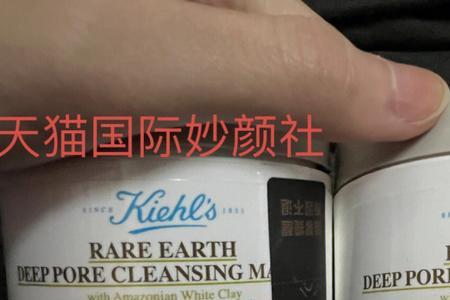 天猫国际妙颜社
SINCE Kiehl's 1851
RARE EARTH
DEEP PORE CLEANSING MA
with Amazonian White Clay
DEEP PORE